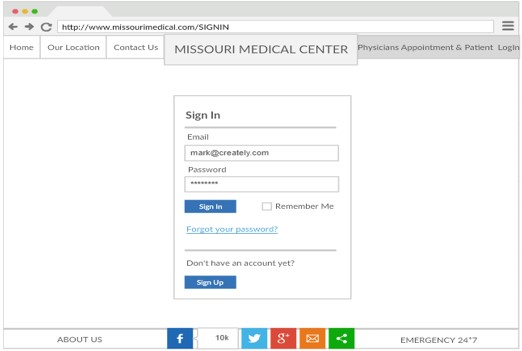 http://www.missourimedical.com/SIGNIN
Home Our Location Contact Us MISSOURI MEDICAL CENTER Physicians Appointment & Patient LogIn
Sign In
Email
mark@creately.com
Password
********
Sign In Remember Me
Forgot your password?
Don't have an account yet?
Sign Up
ABOUT US f 10k g+ EMERGENCY 24*7